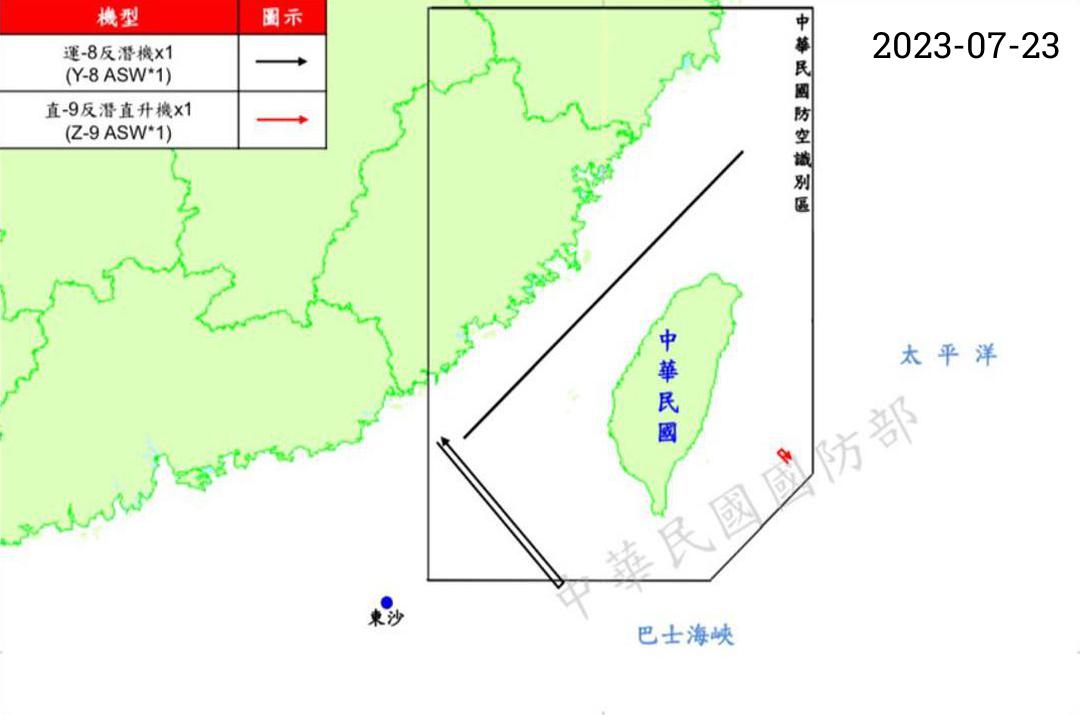 機型 圖示
運-8反潛機x1
(Y-8 ASW*1)
直-9反潛直升機x1
(Z-9 ASW*1)
中華民國防空識別區
2023-07-23
中華民國
太平洋
東沙
巴士海峽
中華民國國防部